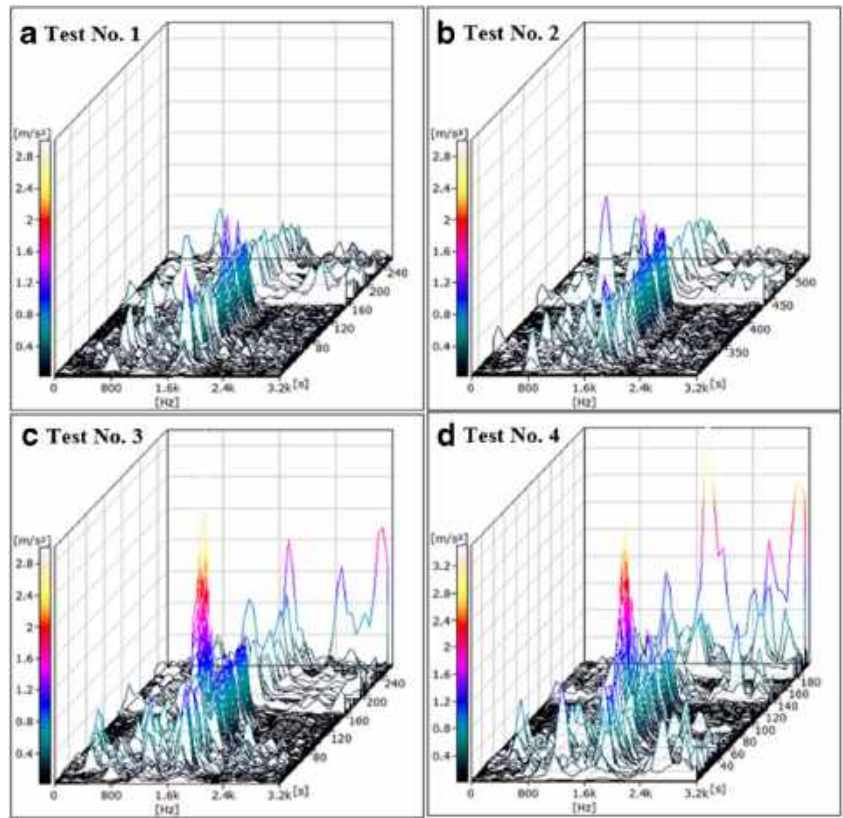 a Test No. 1
[m/s²]
2.8
2.4
2
1.6
1.2
0.8
0.4
0
800
1.6k
2.4k
3.2k[s]
[Hz]
80
120
160
200
240
b Test No. 2
[m/s²]
2.8
2.4
2
1.6
1.2
0.8
0.4
0
800
1.6k
2.4k
3.2k[s]
[Hz]
350
400
450
500
c Test No. 3
[m/s²]
2.8
2.4
2
1.6
1.2
0.8
0.4
0
800
1.6k
2.4k
3.2k[s]
[Hz]
80
120
160
200
240
d Test No. 4
[m/s²]
3.2
2.8
2.4
2
1.6
1.2
0.8
0.4
0
800
1.6k
2.4k
3.2k[s]
[Hz]
40
60
80
100
120
140
160
180